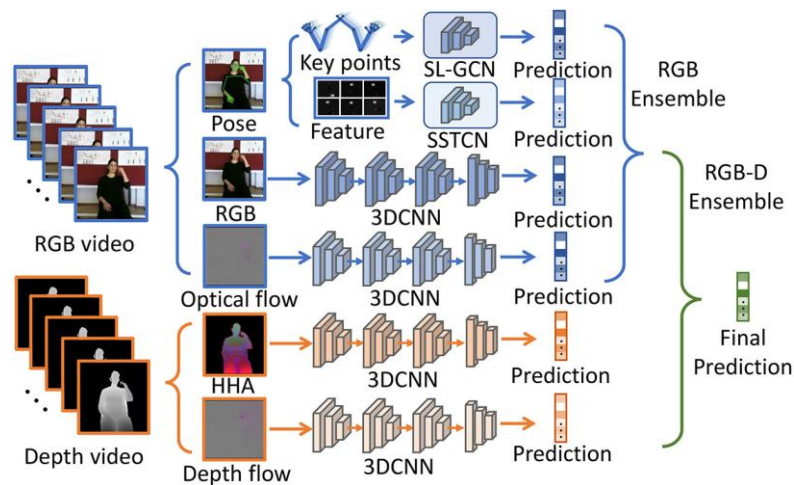 Key points
SL-GCN
Prediction
RGB
Ensemble
Pose
Feature
SSTCN
Prediction
RGB video
RGB
3DCNN
Prediction
RGB-D
Ensemble
Optical flow
3DCNN
Prediction
HHA
3DCNN
Prediction
Final
Prediction
Depth video
Depth flow
3DCNN
Prediction